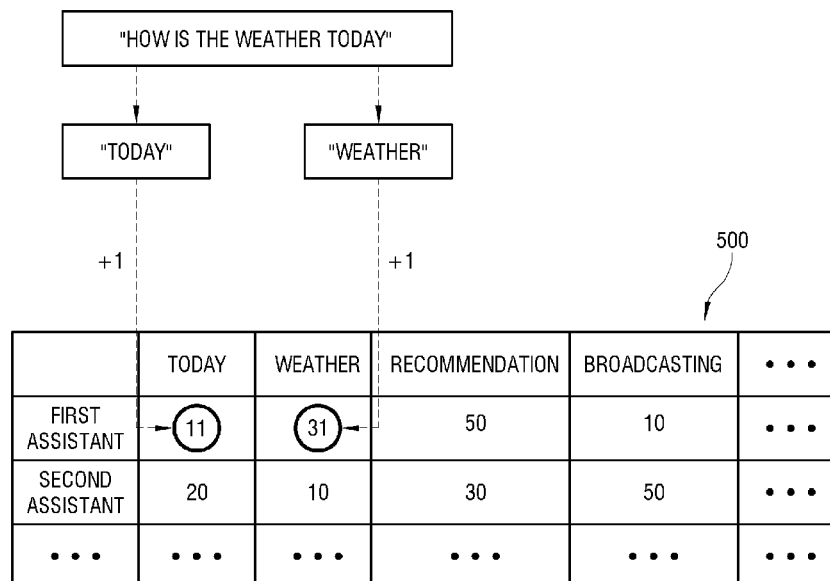 "HOW IS THE WEATHER TODAY"
"TODAY"
"WEATHER"
+1
+1
500
TODAY
WEATHER
RECOMMENDATION
BROADCASTING
• • •
FIRST
ASSISTANT
11
31
50
10
• • •
SECOND
ASSISTANT
20
10
30
50
• • •
• • •
• • •
• • •
• • •
• • •
• • •